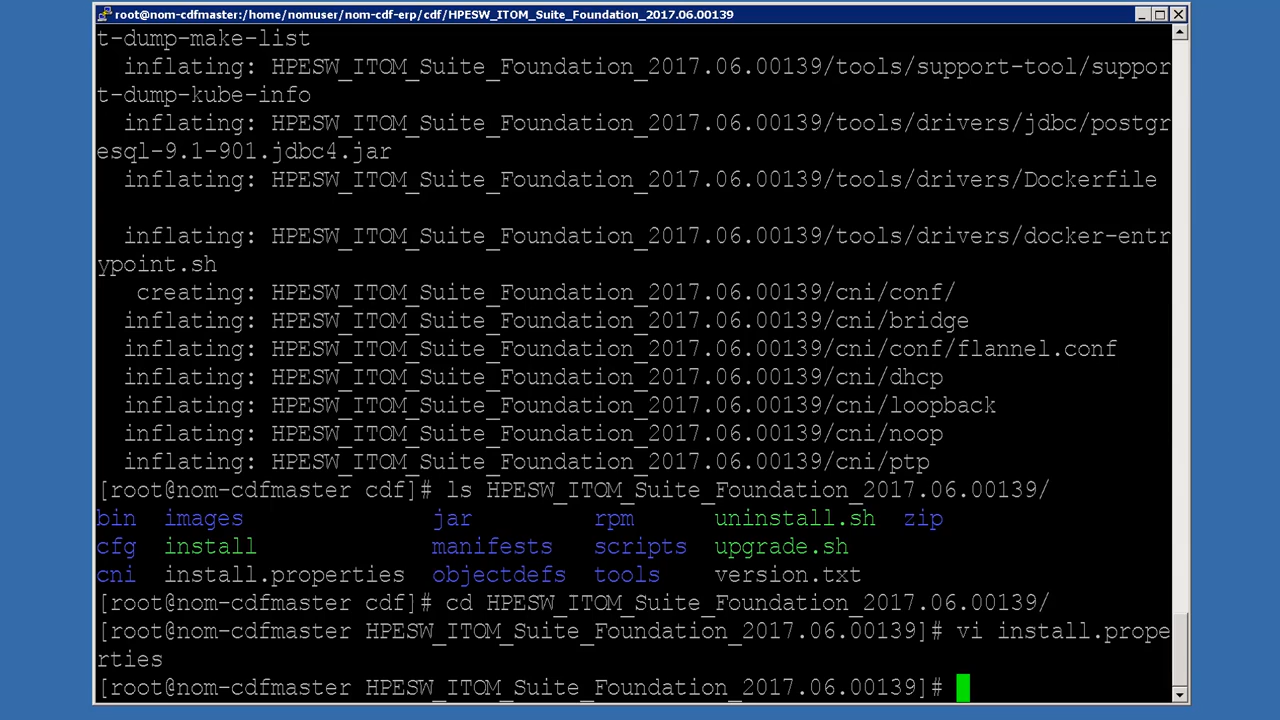 root@nom-cdfmaster:/home/nomuser/nom-cdf-erp/cdf/HPESW_ITOM_Suite_Foundation_2017.06.00139
t-dump-make-list
inflating: HPESW_ITOM_Suite_Foundation_2017.06.00139/tools/support-tool/suppor
t-dump-kube-info
inflating: HPESW_ITOM_Suite_Foundation_2017.06.00139/tools/drivers/jdbc/postgr
esql-9.1-901.jdbc4.jar
inflating: HPESW_ITOM_Suite_Foundation_2017.06.00139/tools/drivers/Dockerfile
inflating: HPESW_ITOM_Suite_Foundation_2017.06.00139/tools/drivers/docker-entr
ypoint.sh
creating: HPESW_ITOM_Suite_Foundation_2017.06.00139/cni/conf/
inflating: HPESW_ITOM_Suite_Foundation_2017.06.00139/cni/bridge
inflating: HPESW_ITOM_Suite_Foundation_2017.06.00139/cni/conf/flannel.conf
inflating: HPESW_ITOM_Suite_Foundation_2017.06.00139/cni/dhcp
inflating: HPESW_ITOM_Suite_Foundation_2017.06.00139/cni/loopback
inflating: HPESW_ITOM_Suite_Foundation_2017.06.00139/cni/noop
inflating: HPESW_ITOM_Suite_Foundation_2017.06.00139/cni/ptp
[root@nom-cdfmaster cdf]# ls HPESW_ITOM_Suite_Foundation_2017.06.00139/
bin images jar rpm uninstall.sh zip
cfg install manifests scripts upgrade.sh
cni install.properties objectdefs tools version.txt
[root@nom-cdfmaster cdf]# cd HPESW_ITOM_Suite_Foundation_2017.06.00139/
[root@nom-cdfmaster HPESW_ITOM_Suite_Foundation_2017.06.00139]# vi install.prope
rties
[root@nom-cdfmaster HPESW_ITOM_Suite_Foundation_2017.06.00139]#